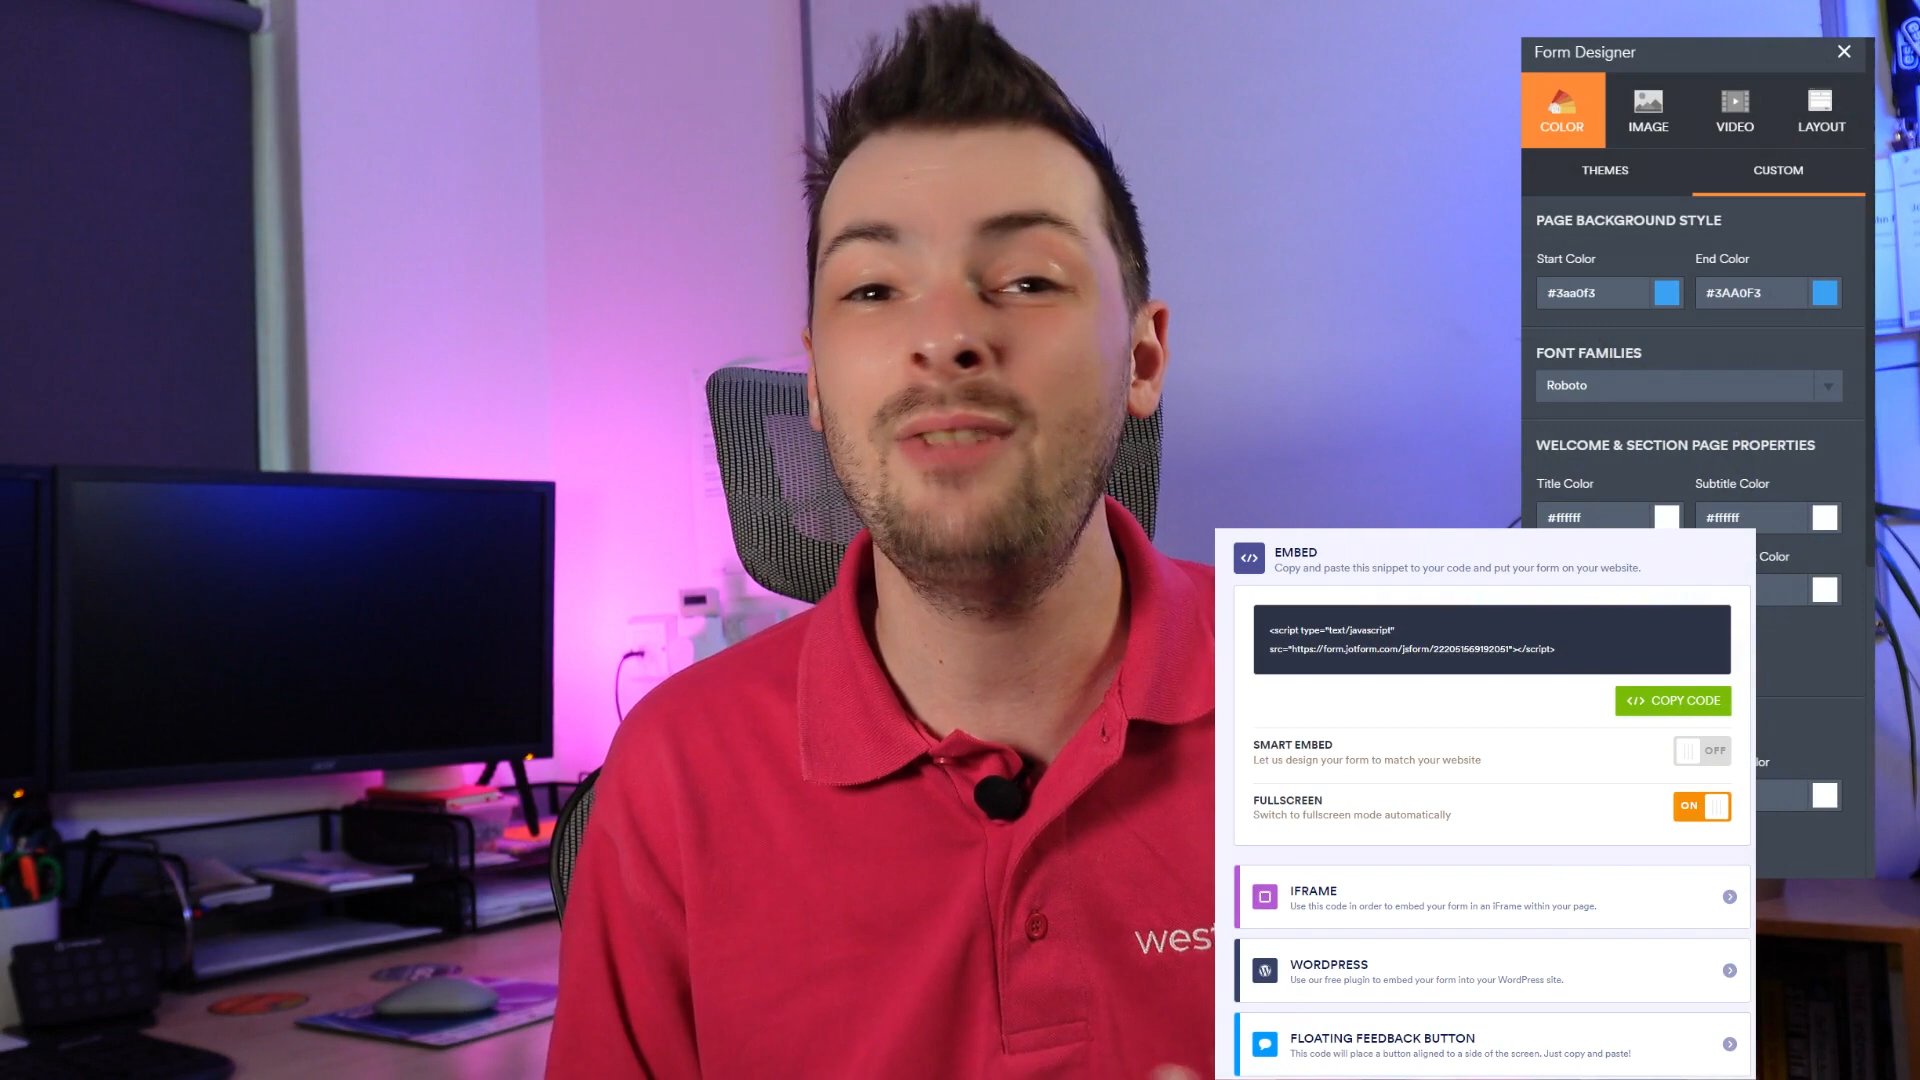 Form Designer
COLOR
IMAGE
VIDEO
LAYOUT
THEMES
CUSTOM
PAGE BACKGROUND STYLE
Start Color
End Color
#3aa0f3
#3AA0F3
FONT FAMILIES
Roboto
WELCOME & SECTION PAGE PROPERTIES
Title Color
Subtitle Color
#ffffff
#ffffff
Color
EMBED
Copy and paste this snippet to your code and put your form on your website.
<script type="text/javascript"
src="https://form.jotform.com/jsform/222051569192051"></script>
</> COPY CODE
SMART EMBED
Let us design your form to match your website
OFF
FULLSCREEN
Switch to fullscreen mode automatically
ON
IFRAME
Use this code in order to embed your form in an iFrame within your page.
WORDPRESS
Use our free plugin to embed your form into your WordPress site.
FLOATING FEEDBACK BUTTON
This code will place a button aligned to a side of the screen. Just copy and paste!
west